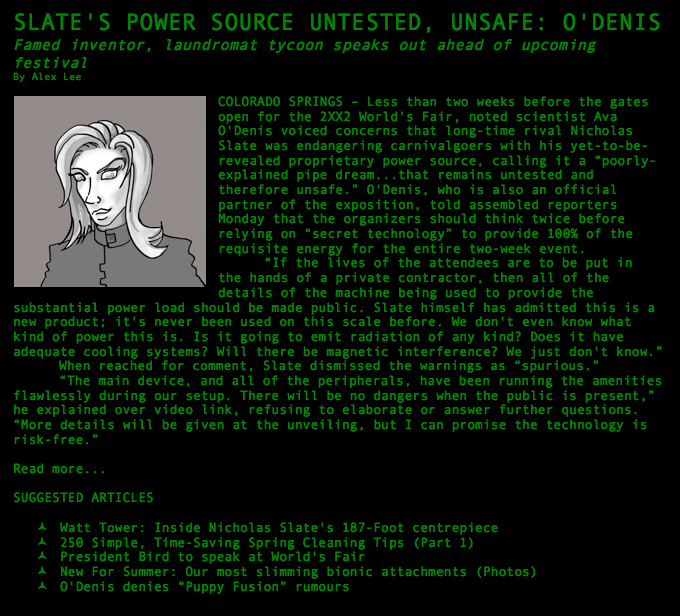 SLATE'S POWER SOURCE UNTESTED, UNSAFE: O'DENIS
Famed inventor, laundromat tycoon speaks out ahead of upcoming
festival
By Alex Lee
COLORADO SPRINGS – Less than two weeks before the gates
open for the 2XX2 World's Fair, noted scientist Ava
O'Denis voiced concerns that long-time rival Nicholas
Slate was endangering carnivalgoers with his yet-to-be-
revealed proprietary power source, calling it a “poorly-
explained pipe dream...that remains untested and
therefore unsafe.” O'Denis, who is also an official
partner of the exposition, told assembled reporters
Monday that the organizers should think twice before
relying on “secret technology” to provide 100% of the
requisite energy for the entire two-week event.
“If the lives of the attendees are to be put in
the hands of a private contractor, then all of the
details of the machine being used to provide the
substantial power load should be made public. Slate himself has admitted this is a
new product; it's never been used on this scale before. We don't even know what
kind of power this is. Is it going to emit radiation of any kind? Does it have
adequate cooling systems? Will there be magnetic interference? We just don't know.”
When reached for comment, Slate dismissed the warnings as “spurious.”
“The main device, and all of the peripherals, have been running the amenities
flawlessly during our setup. There will be no dangers when the public is present,”
he explained over video link, refusing to elaborate or answer further questions.
“More details will be given at the unveiling, but I can promise the technology is
risk-free.”
Read more...
SUGGESTED ARTICLES
Watt Tower: Inside Nicholas Slate's 187-Foot centrepiece
250 Simple, Time-Saving Spring Cleaning Tips (Part 1)
President Bird to speak at World's Fair
New For Summer: Our most slimming bionic attachments (Photos)
O'Denis denies “Puppy Fusion” rumours